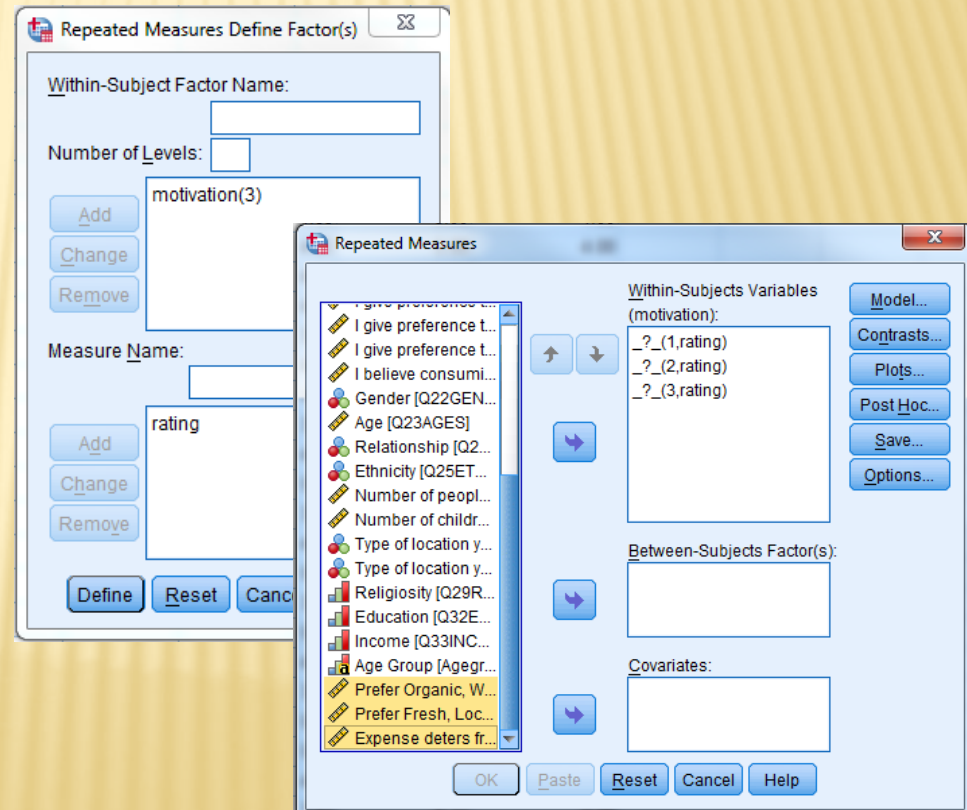 Repeated Measures Define Factor(s)
Within-Subject Factor Name:
Number of Levels:
motivation(3)
Add
Change
Remove
Measure Name:
rating
Add
Change
Remove
Define
Reset
Canc
Repeated Measures
I give preference t...
I give preference t...
I give preference t...
I believe consumi...
Gender [Q22GEN...
Age [Q23AGES]
Relationship [Q2...
Ethnicity [Q25ET...
Number of peopl...
Number of childr...
Type of location y...
Type of location y...
Religiosity [Q29R...
Education [Q32E...
Income [Q33INC...
Age Group [Agegr...
Prefer Organic, W...
Prefer Fresh, Loc...
Expense deters fr...
Within-Subjects Variables
(motivation):
_?_(1,rating)
_?_(2,rating)
_?_(3,rating)
Between-Subjects Factor(s):
Covariates:
Model...
Contrasts...
Plots...
Post Hoc...
Save...
Options...
OK
Paste
Reset
Cancel
Help